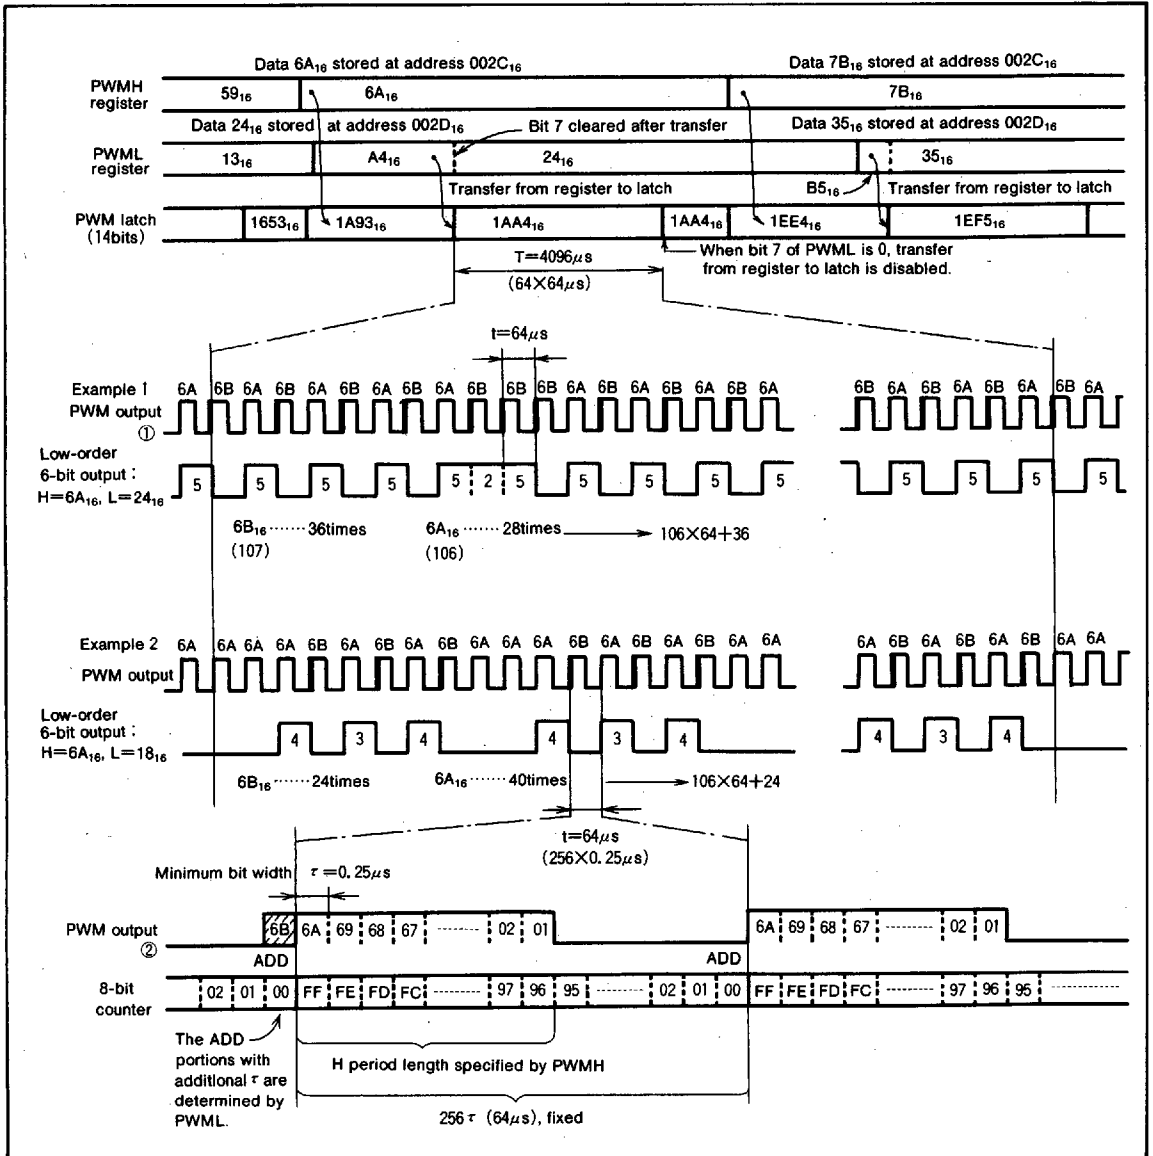 Data 6A₁₆ stored at address 002C₁₆ Data 7B₁₆ stored at address 002C₁₆
PWMH register 59₁₆ 6A₁₆ 7B₁₆
Data 24₁₆ stored at address 002D₁₆ Bit 7 cleared after transfer Data 35₁₆ stored at address 002D₁₆
PWML register 13₁₆ A4₁₆ 24₁₆ 35₁₆
Transfer from register to latch B5₁₆ Transfer from register to latch
PWM latch (14bits) 1653₁₆ 1A93₁₆ 1AA4₁₆ 1AA4₁₆ 1EE4₁₆ 1EF5₁₆
When bit 7 of PWML is 0, transfer
from register to latch is disabled.
T=4096μs
(64×64μs)
t=64μs
Example 1 6A 6B 6A 6B 6A 6B 6A 6B 6A 6B 6B 6B 6A 6B 6A 6B 6A 6B 6A 6B 6A 6B 6A 6B 6A
PWM output
①
Low-order
6-bit output :
H=6A₁₆, L=24₁₆ 5 5 5 5 5 2 5 5 5 5 5 5 5 5 5
6B₁₆ ······· 36times 6A₁₆ ······· 28times 106×64+36
(107) (106)
Example 2 6A 6A 6A 6A 6B 6A 6B 6A 6B 6A 6A 6A 6B 6A 6B 6A 6B 6A 6A 6A 6B 6A 6B 6A 6B 6A 6A
PWM output
Low-order
6-bit output :
H=6A₁₆, L=18₁₆ 4 3 4 4 3 4 4 3 4
6B₁₆ ······· 24times 6A₁₆ ······· 40times 106×64+24
t=64μs
(256×0.25μs)
Minimum bit width τ=0.25μs
PWM output 6B 6A 69 68 67 -------- 02 01 6A 69 68 67 -------- 02 01
②
ADD ADD
8-bit counter 02 01 00 FF FE FD FC -------- 97 96 95 -------- 02 01 00 FF FE FD FC -------- 97 96 95 --------
The ADD
portions with
additional τ are
determined by
PWML.
H period length specified by PWMH
256τ (64μs), fixed